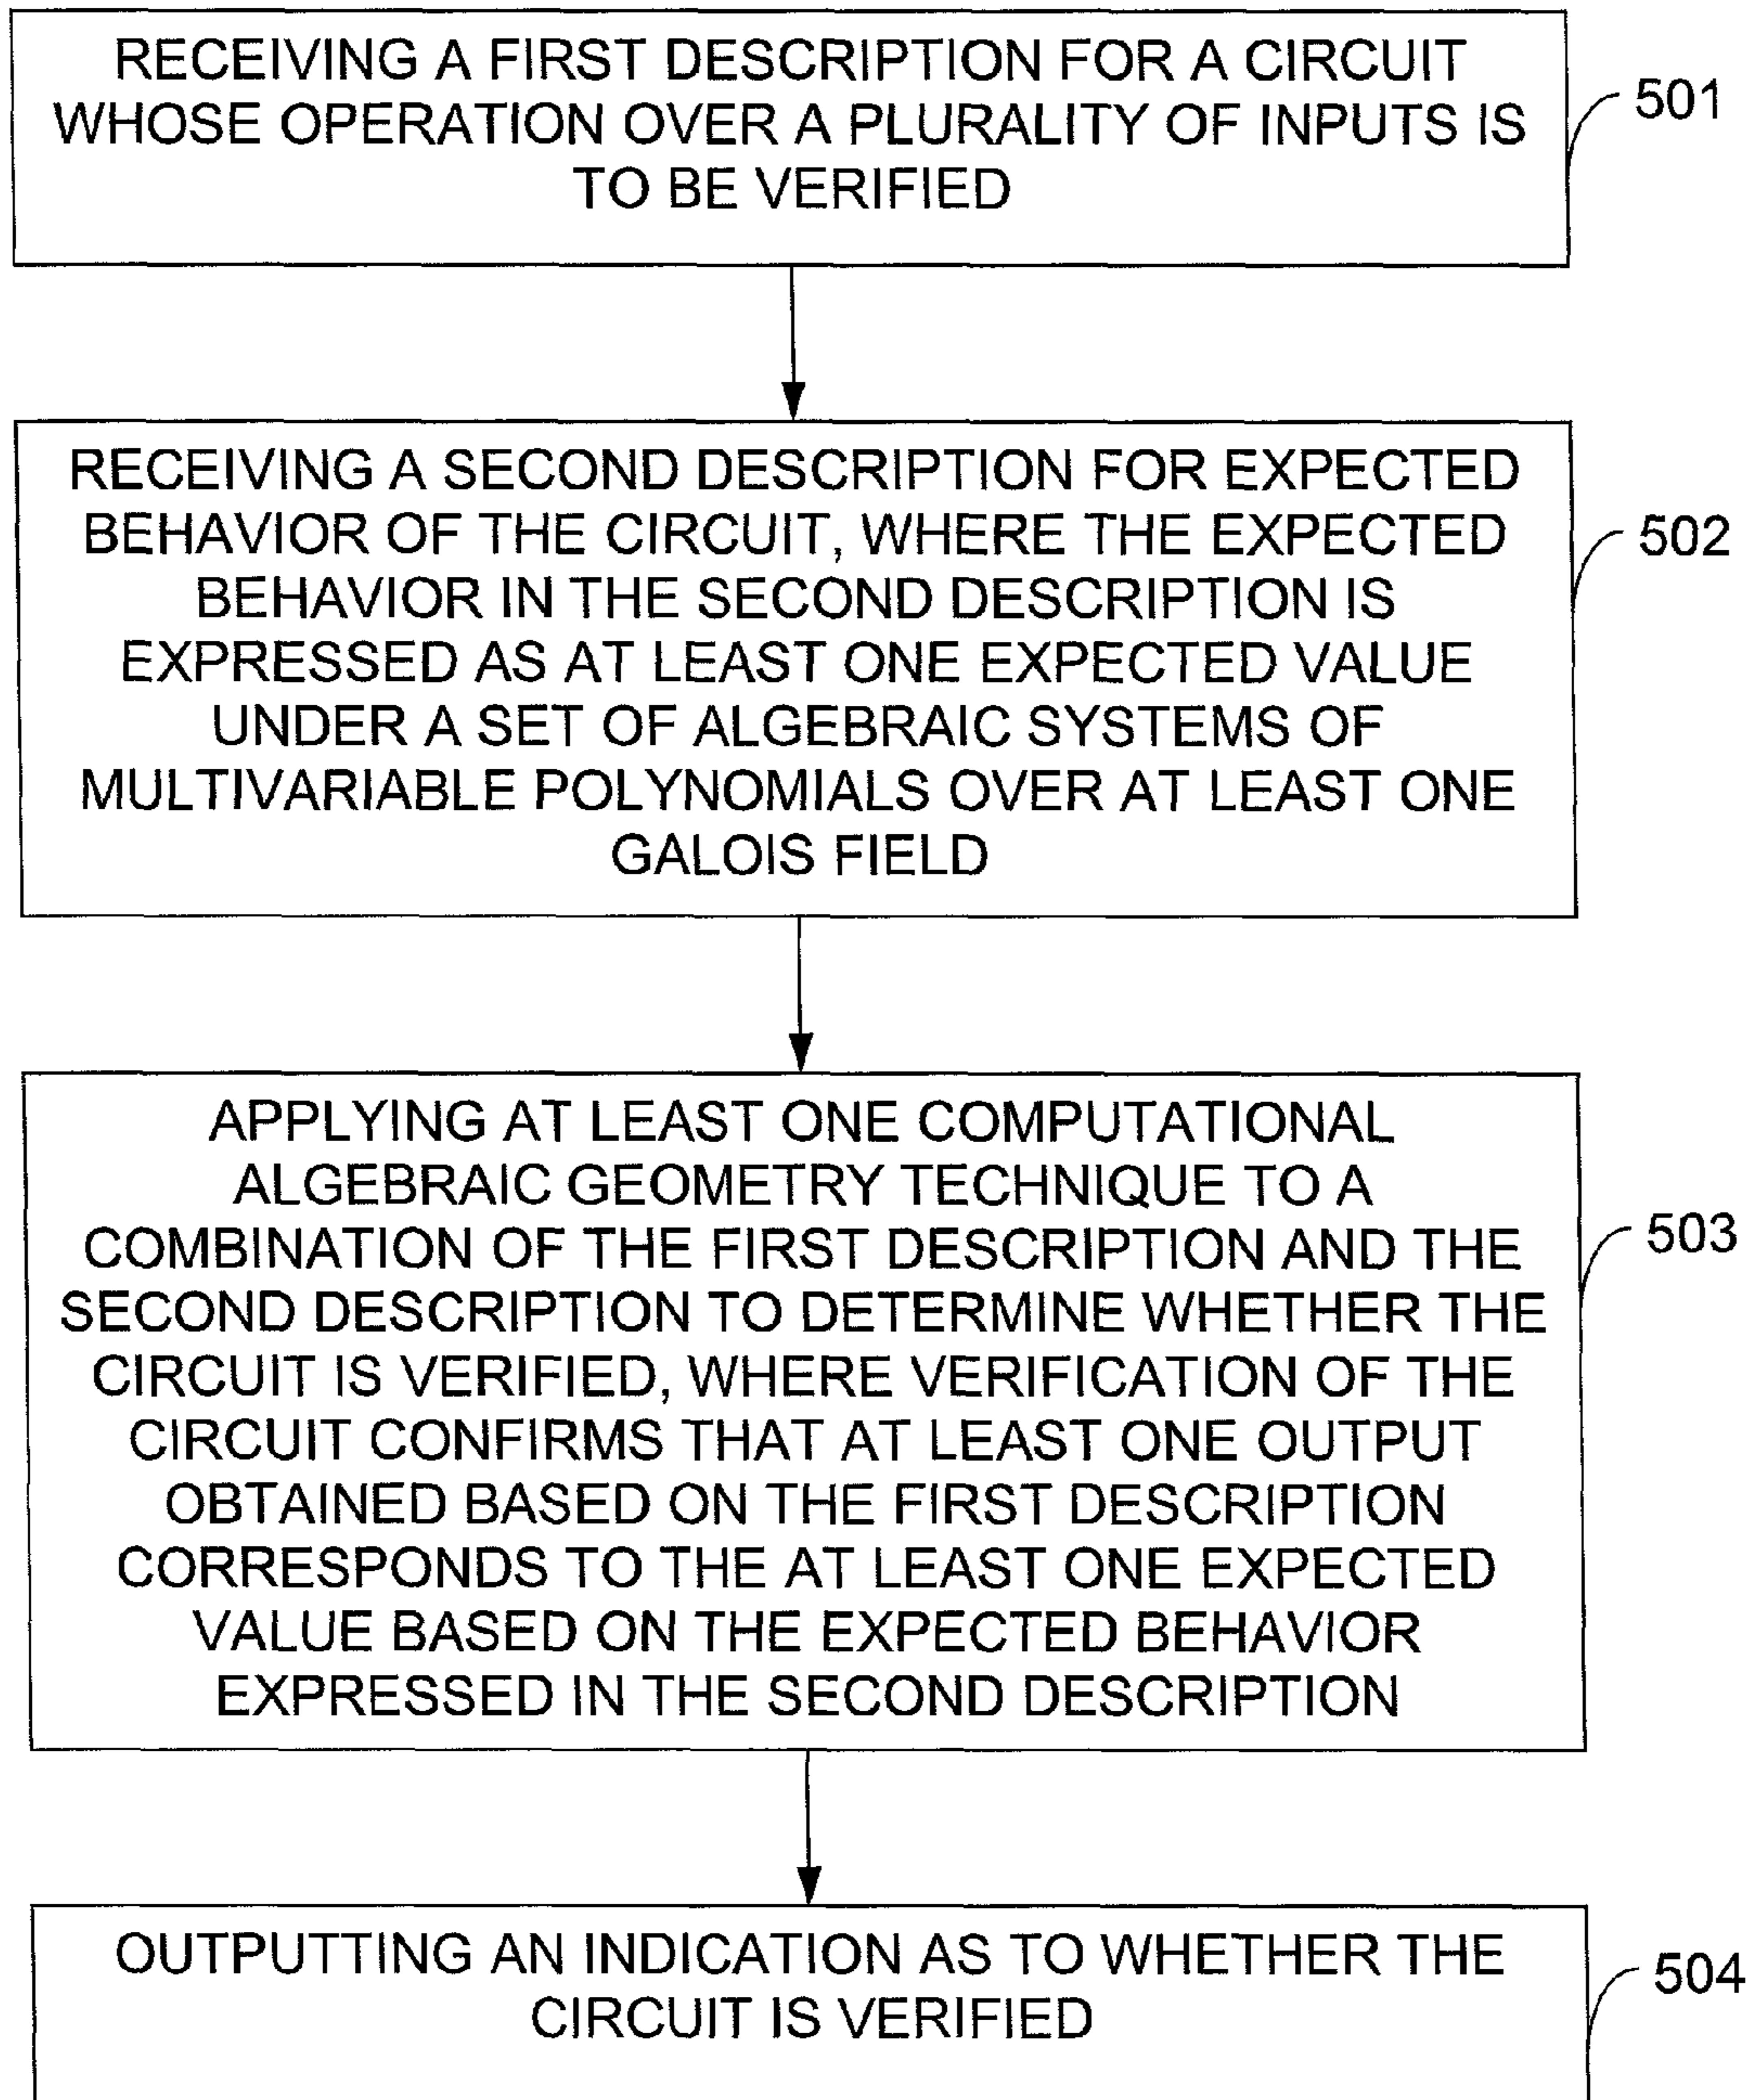 RECEIVING A FIRST DESCRIPTION FOR A CIRCUIT
WHOSE OPERATION OVER A PLURALITY OF INPUTS IS
TO BE VERIFIED
501
RECEIVING A SECOND DESCRIPTION FOR EXPECTED
BEHAVIOR OF THE CIRCUIT, WHERE THE EXPECTED
BEHAVIOR IN THE SECOND DESCRIPTION IS
EXPRESSED AS AT LEAST ONE EXPECTED VALUE
UNDER A SET OF ALGEBRAIC SYSTEMS OF
MULTIVARIABLE POLYNOMIALS OVER AT LEAST ONE
GALOIS FIELD
502
APPLYING AT LEAST ONE COMPUTATIONAL
ALGEBRAIC GEOMETRY TECHNIQUE TO A
COMBINATION OF THE FIRST DESCRIPTION AND THE
SECOND DESCRIPTION TO DETERMINE WHETHER THE
CIRCUIT IS VERIFIED, WHERE VERIFICATION OF THE
CIRCUIT CONFIRMS THAT AT LEAST ONE OUTPUT
OBTAINED BASED ON THE FIRST DESCRIPTION
CORRESPONDS TO THE AT LEAST ONE EXPECTED
VALUE BASED ON THE EXPECTED BEHAVIOR
EXPRESSED IN THE SECOND DESCRIPTION
503
OUTPUTTING AN INDICATION AS TO WHETHER THE
CIRCUIT IS VERIFIED
504